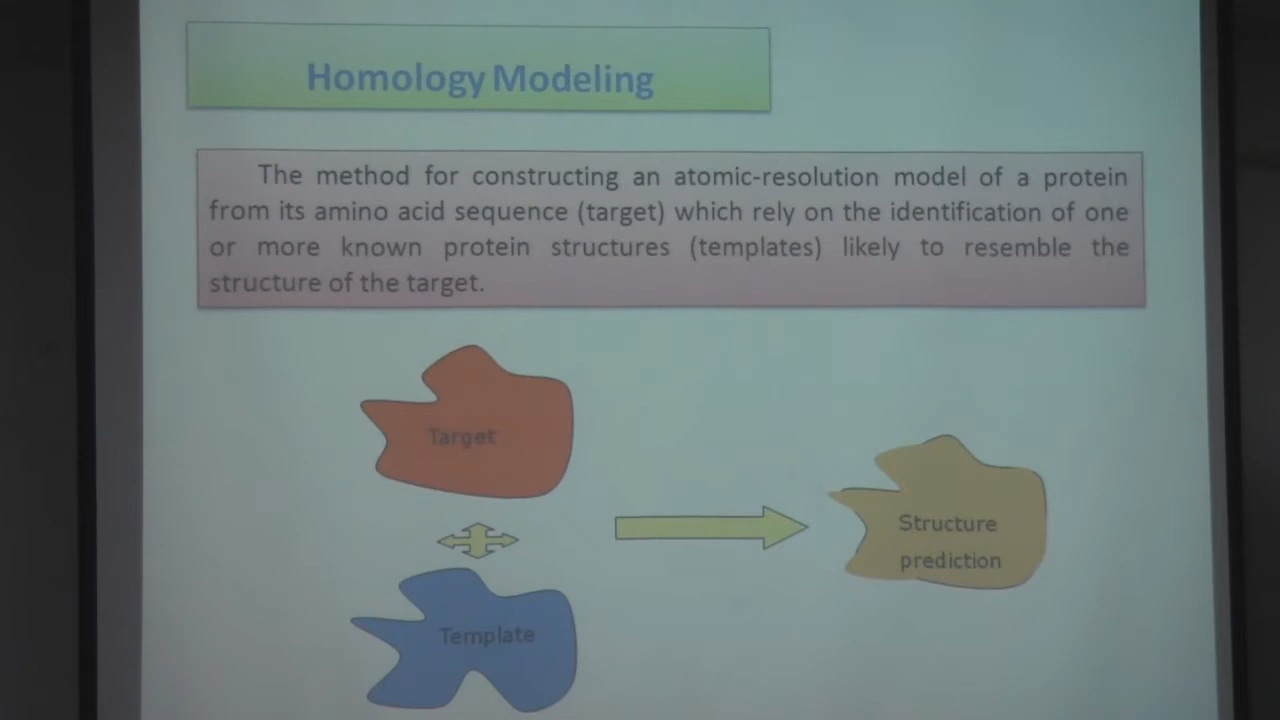 Homology Modeling
The method for constructing an atomic-resolution model of a protein
from its amino acid sequence (target) which rely on the identification of one
or more known protein structures (templates) likely to resemble the
structure of the target.
Target
Structure
prediction
Template